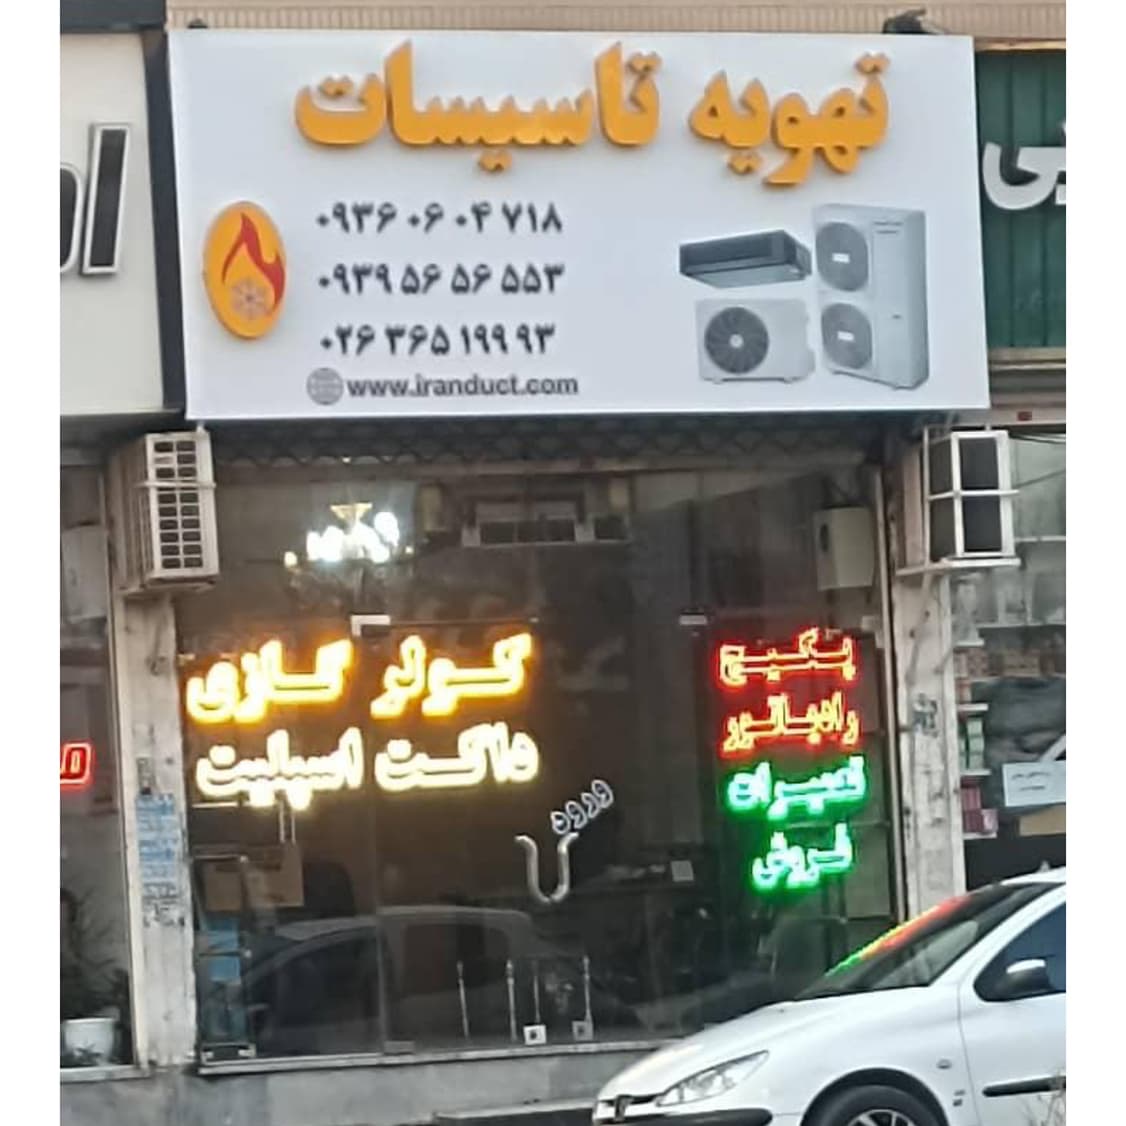 تهویه تاسیسات
۰۹۳۶ ۰۶ ۰۴ ۷۱۸
۰۹۳۹ ۵۶ ۵۶ ۵۵۳
۰۲۶ ۳۶۵ ۱۹۹ ۹۳
www.iranduct.com
کولر گازی
داکت اسپلیت
پکیج
رادیاتور
تعمیرات
فروش
ورود